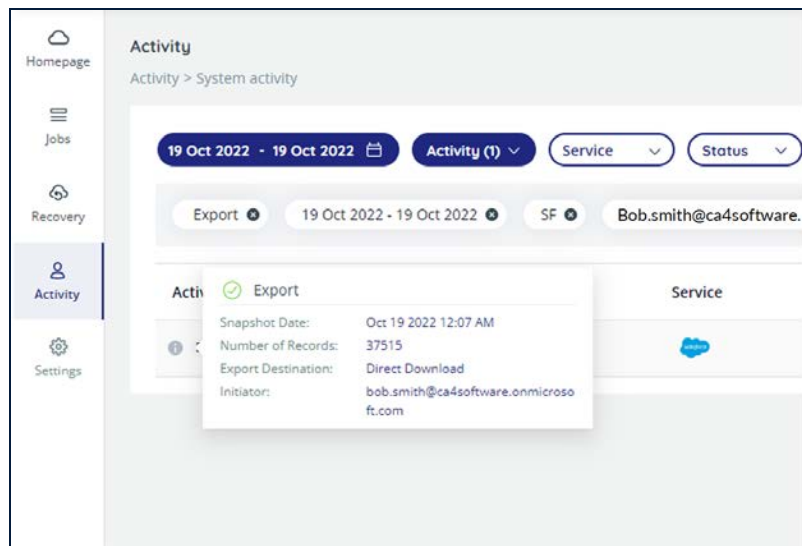 Homepage
Jobs
Recovery
Activity
Settings
Activity
Activity > System activity
19 Oct 2022 - 19 Oct 2022
Activity (1)
Service
Status
Export
19 Oct 2022 - 19 Oct 2022
SF
Bob.smith@ca4software.
Activ
Service
Export
Snapshot Date: Oct 19 2022 12:07 AM
Number of Records: 37515
Export Destination: Direct Download
Initiator: bob.smith@ca4software.onmicroso
ft.com
salesforce